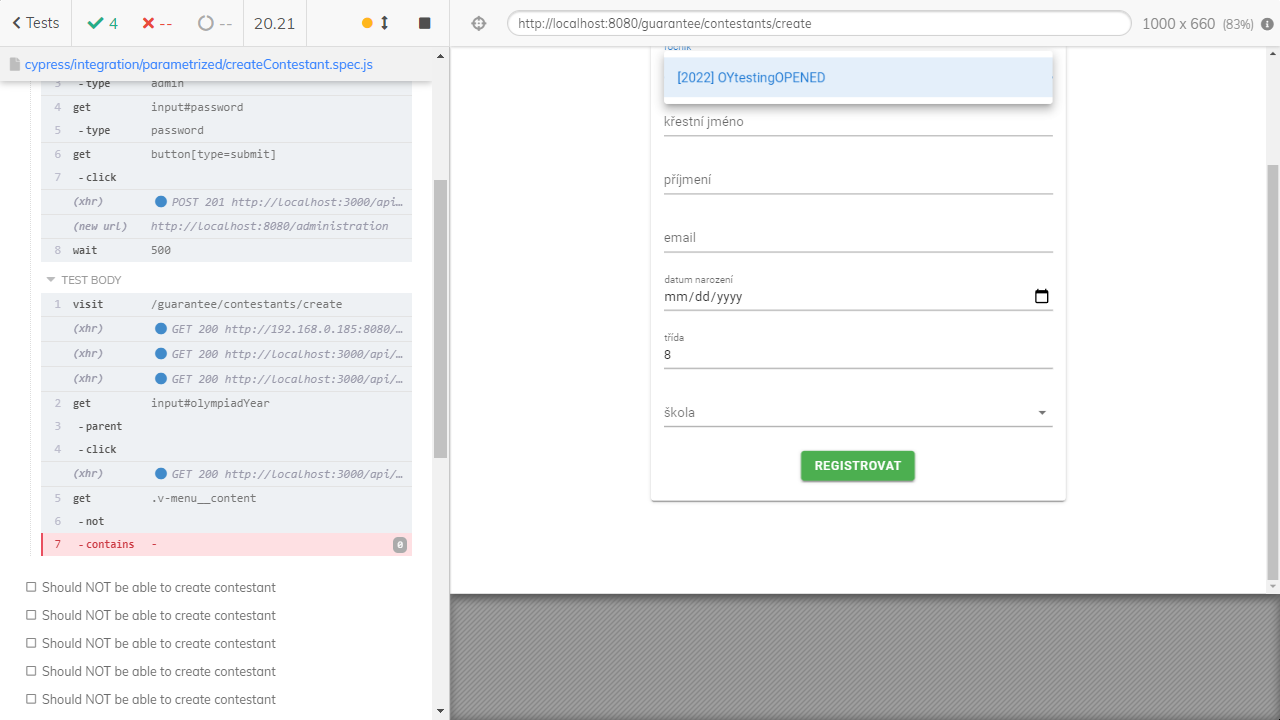 Tests
4
--
--
20.21
http://localhost:8080/guarantee/contestants/create
1000 x 660 (83%)
cypress/integration/parametrized/createContestant.spec.js
3 -type admin
4 get input#password
5 -type password
6 get button[type=submit]
7 -click
(xhr) POST 201 http://localhost:3000/api…
(new url) http://localhost:8080/administration
8 wait 500
TEST BODY
1 visit /guarantee/contestants/create
(xhr) GET 200 http://192.168.0.185:8080/…
(xhr) GET 200 http://localhost:3000/api/…
(xhr) GET 200 http://localhost:3000/api/…
2 get input#olympiadYear
3 -parent
4 -click
(xhr) GET 200 http://localhost:3000/api/…
5 get .v-menu__content
6 -not
7 -contains - 0
Should NOT be able to create contestant
Should NOT be able to create contestant
Should NOT be able to create contestant
Should NOT be able to create contestant
Should NOT be able to create contestant
ročník
[2022] OYtestingOPENED
křestní jméno
příjmení
email
datum narození
mm/dd/yyyy
třída
8
škola
REGISTROVAT